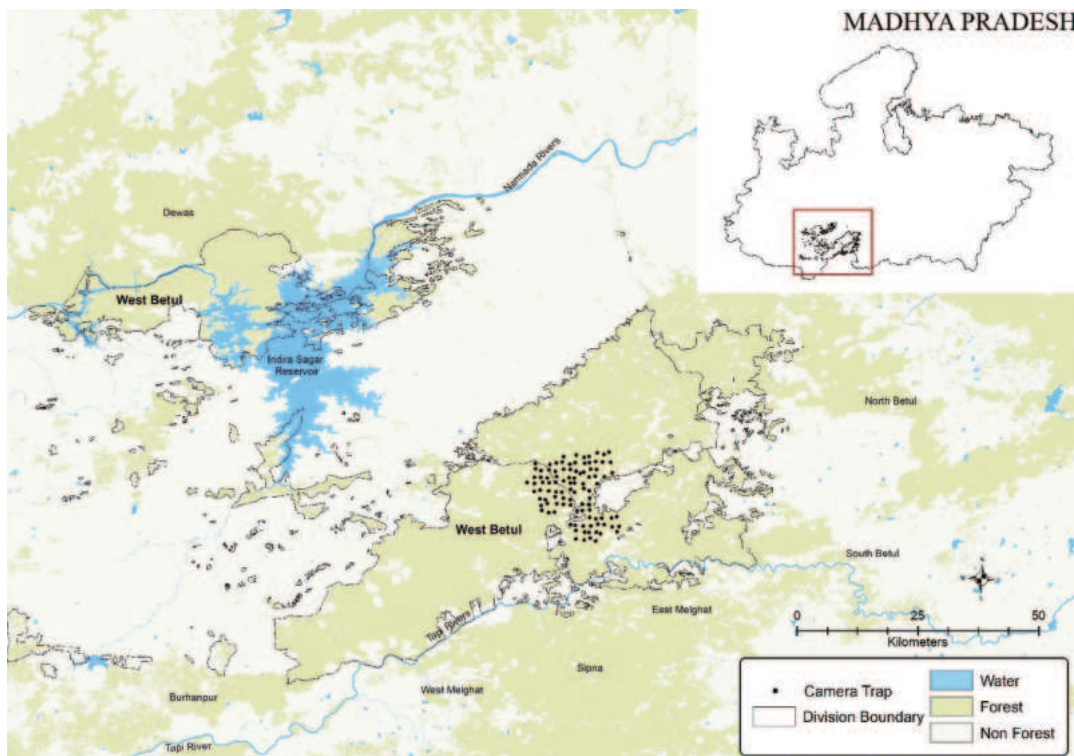 MADHYA PRADESH
Narmada Rivers
Dewas
West Betul
Indira Sagar
Reservoir
North Betul
West Betul
South Betul
East Melghat
Tapi Rivers
0 25 50
Kilometers
Sipna
West Melghat
Burhanpur
Tapi River
Camera Trap
Division Boundary
Water
Forest
Non Forest